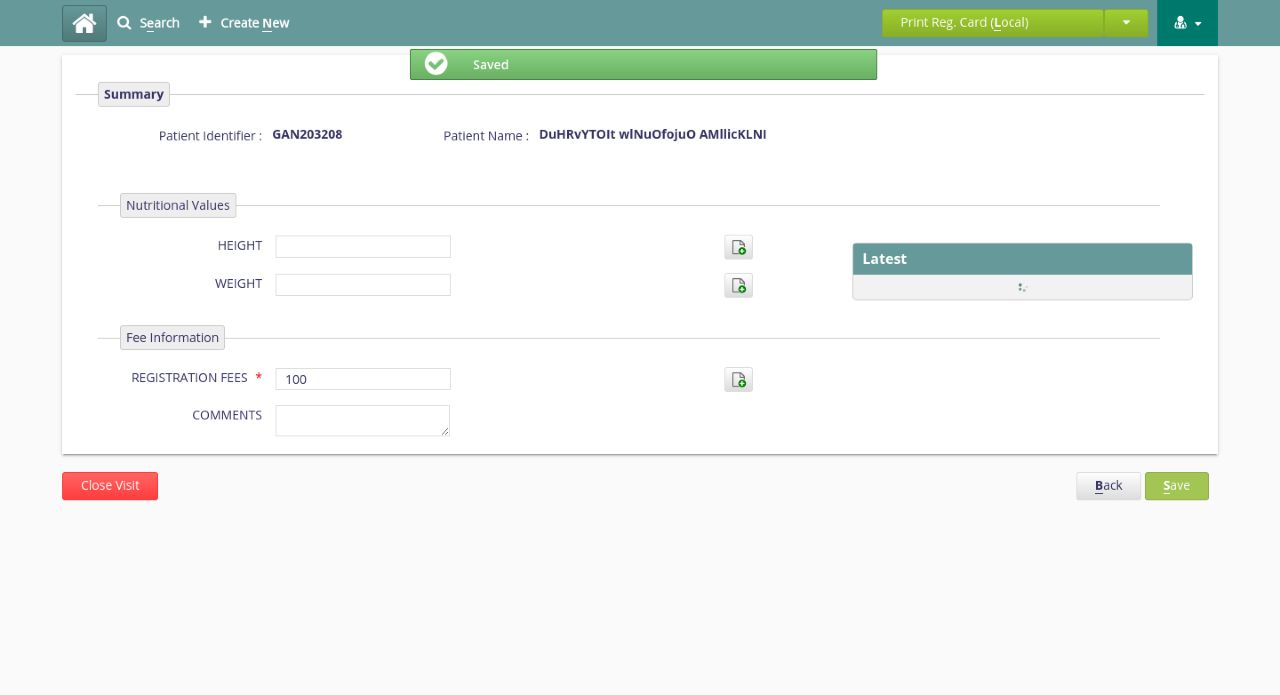 Search Create New Print Reg. Card (Local)
Saved
Summary
Patient Identifier : GAN203208 Patient Name : DuHRvYTOIt wlNuOfojuO AMllicKLNI
Nutritional Values
HEIGHT
Latest
WEIGHT
Fee Information
REGISTRATION FEES * 100
COMMENTS
Close Visit Back Save